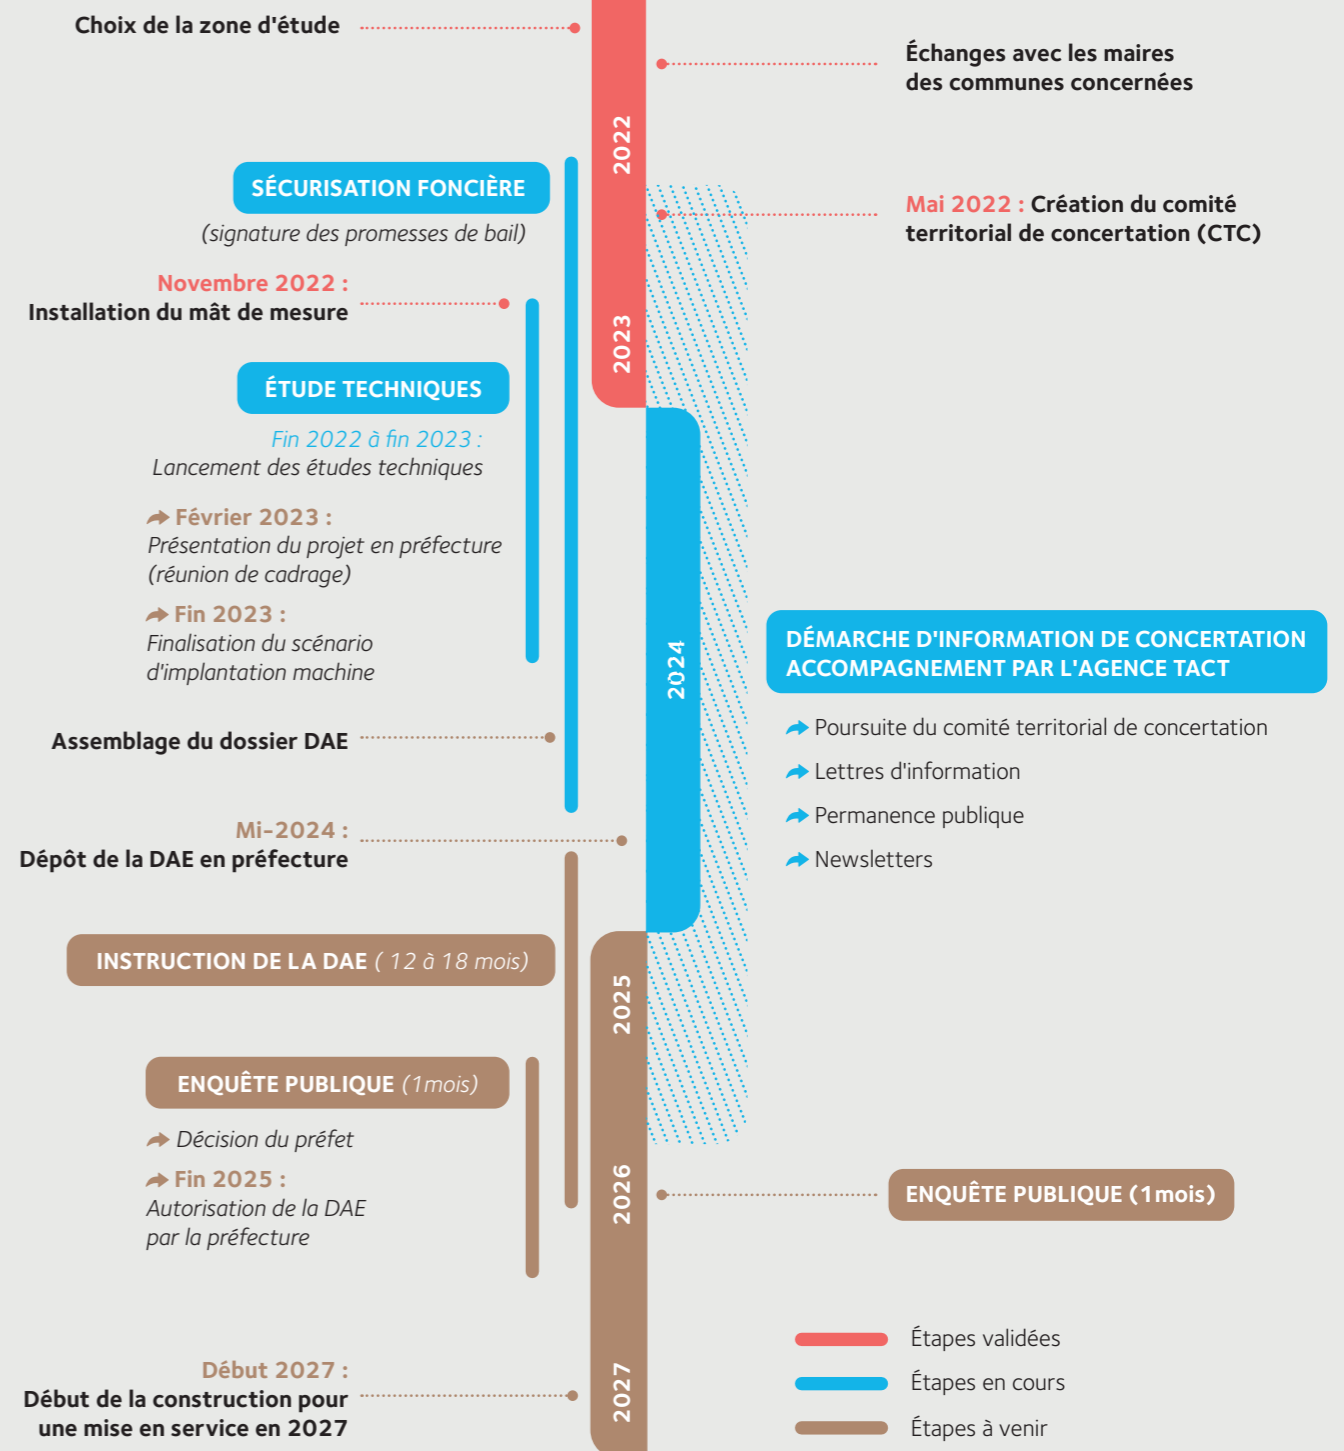 Choix de la zone d'étude
Échanges avec les maires
des communes concernées
2022
SÉCURISATION FONCIÈRE
(signature des promesses de bail)
Mai 2022 : Création du comité
territorial de concertation (CTC)
Novembre 2022 :
Installation du mât de mesure
2023
ÉTUDE TECHNIQUES
Fin 2022 à fin 2023 :
Lancement des études techniques
Février 2023 :
Présentation du projet en préfecture
(réunion de cadrage)
Fin 2023 :
Finalisation du scénario
d'implantation machine
2024
DÉMARCHE D'INFORMATION DE CONCERTATION
ACCOMPAGNEMENT PAR L'AGENCE TACT
Poursuite du comité territorial de concertation
Lettres d'information
Permanence publique
Newsletters
Assemblage du dossier DAE
Mi-2024 :
Dépôt de la DAE en préfecture
INSTRUCTION DE LA DAE ( 12 à 18 mois)
2025
ENQUÊTE PUBLIQUE (1mois)
Décision du préfet
Fin 2025 :
Autorisation de la DAE
par la préfecture
2026
ENQUÊTE PUBLIQUE (1mois)
Début 2027 :
Début de la construction pour
une mise en service en 2027
2027
Étapes validées
Étapes en cours
Étapes à venir